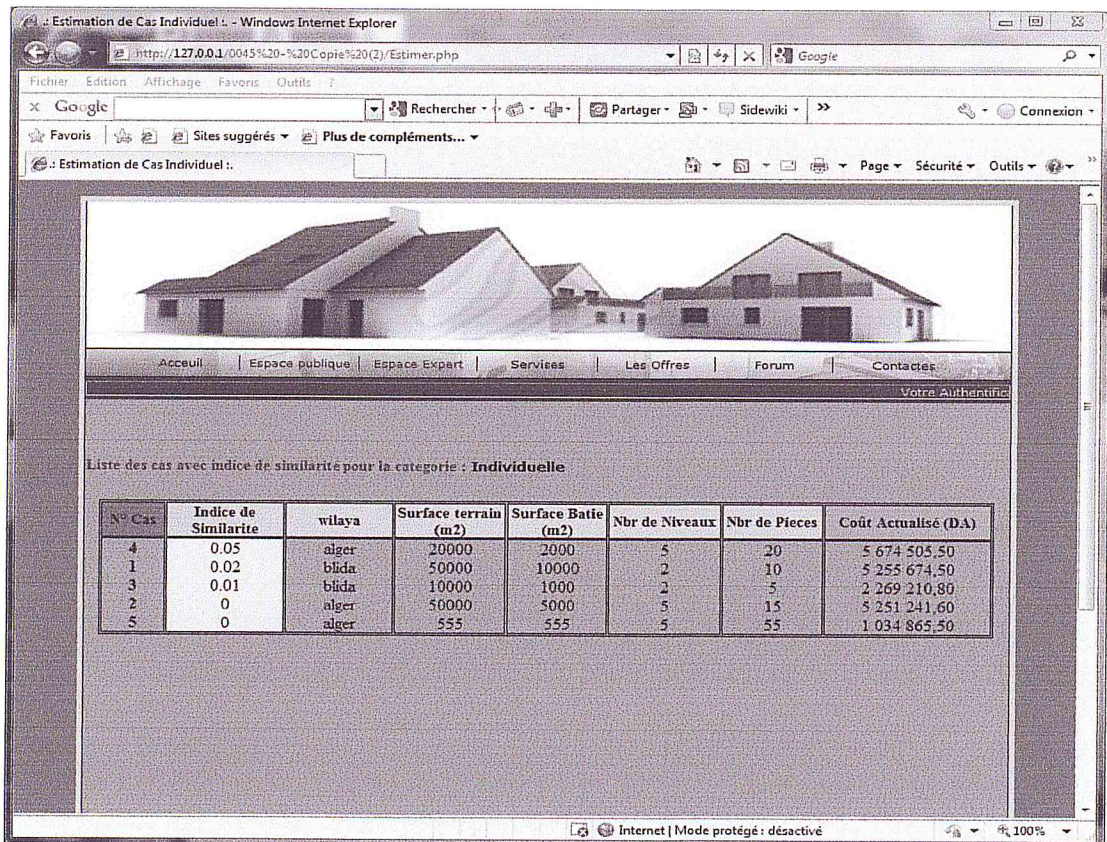 .: Estimation de Cas Individuel :. - Windows Internet Explorer
http://127.0.0.1/0045%20-%20Copie%20(2)/Estimer.php
Google
Fichier Edition Affichage Favoris Outils ?
x Google Rechercher Partager Sidewiki >> Connexion
Favoris Sites suggérés Plus de compléments...
.: Estimation de Cas Individuel :. Page Sécurité Outils >>
Acceuil | Espace publique | Espace Expert | Services | Les Offres | Forum | Contactes
Votre Authentific
Liste des cas avec indice de similarité pour la categorie : Individuelle
N° Cas Indice de Similarite wilaya Surface terrain (m2) Surface Batie (m2) Nbr de Niveaux Nbr de Pieces Coût Actualisé (DA)
4 0.05 alger 20000 2000 5 20 5 674 505,50
1 0.02 blida 50000 10000 2 10 5 255 674,50
3 0.01 blida 10000 1000 2 5 2 269 210,80
2 0 alger 50000 5000 5 15 5 251 241,60
5 0 alger 555 555 5 55 1 034 865,50
Internet | Mode protégé : désactivé 100%